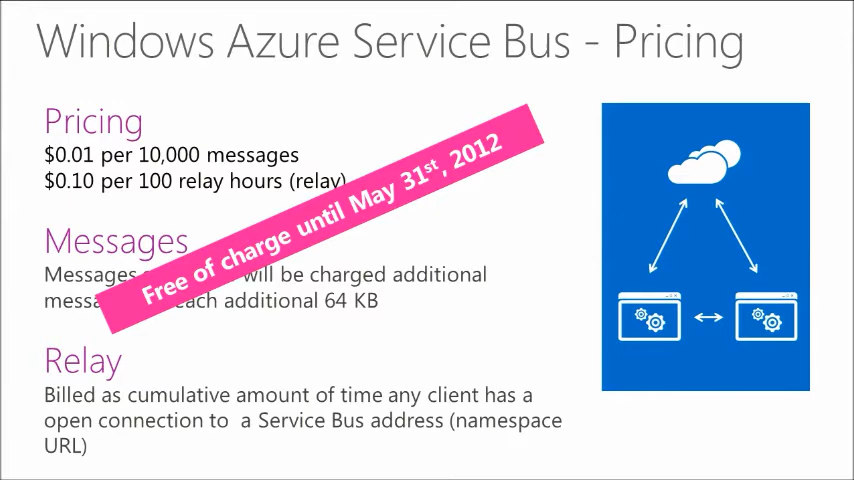 Windows Azure Service Bus - Pricing
Pricing
$0.01 per 10,000 messages
$0.10 per 100 relay hours (relay)
Free of charge until May 31st, 2012
Messages
Messages will be charged additional
each additional 64 KB
Relay
Billed as cumulative amount of time any client has a
open connection to a Service Bus address (namespace
URL)